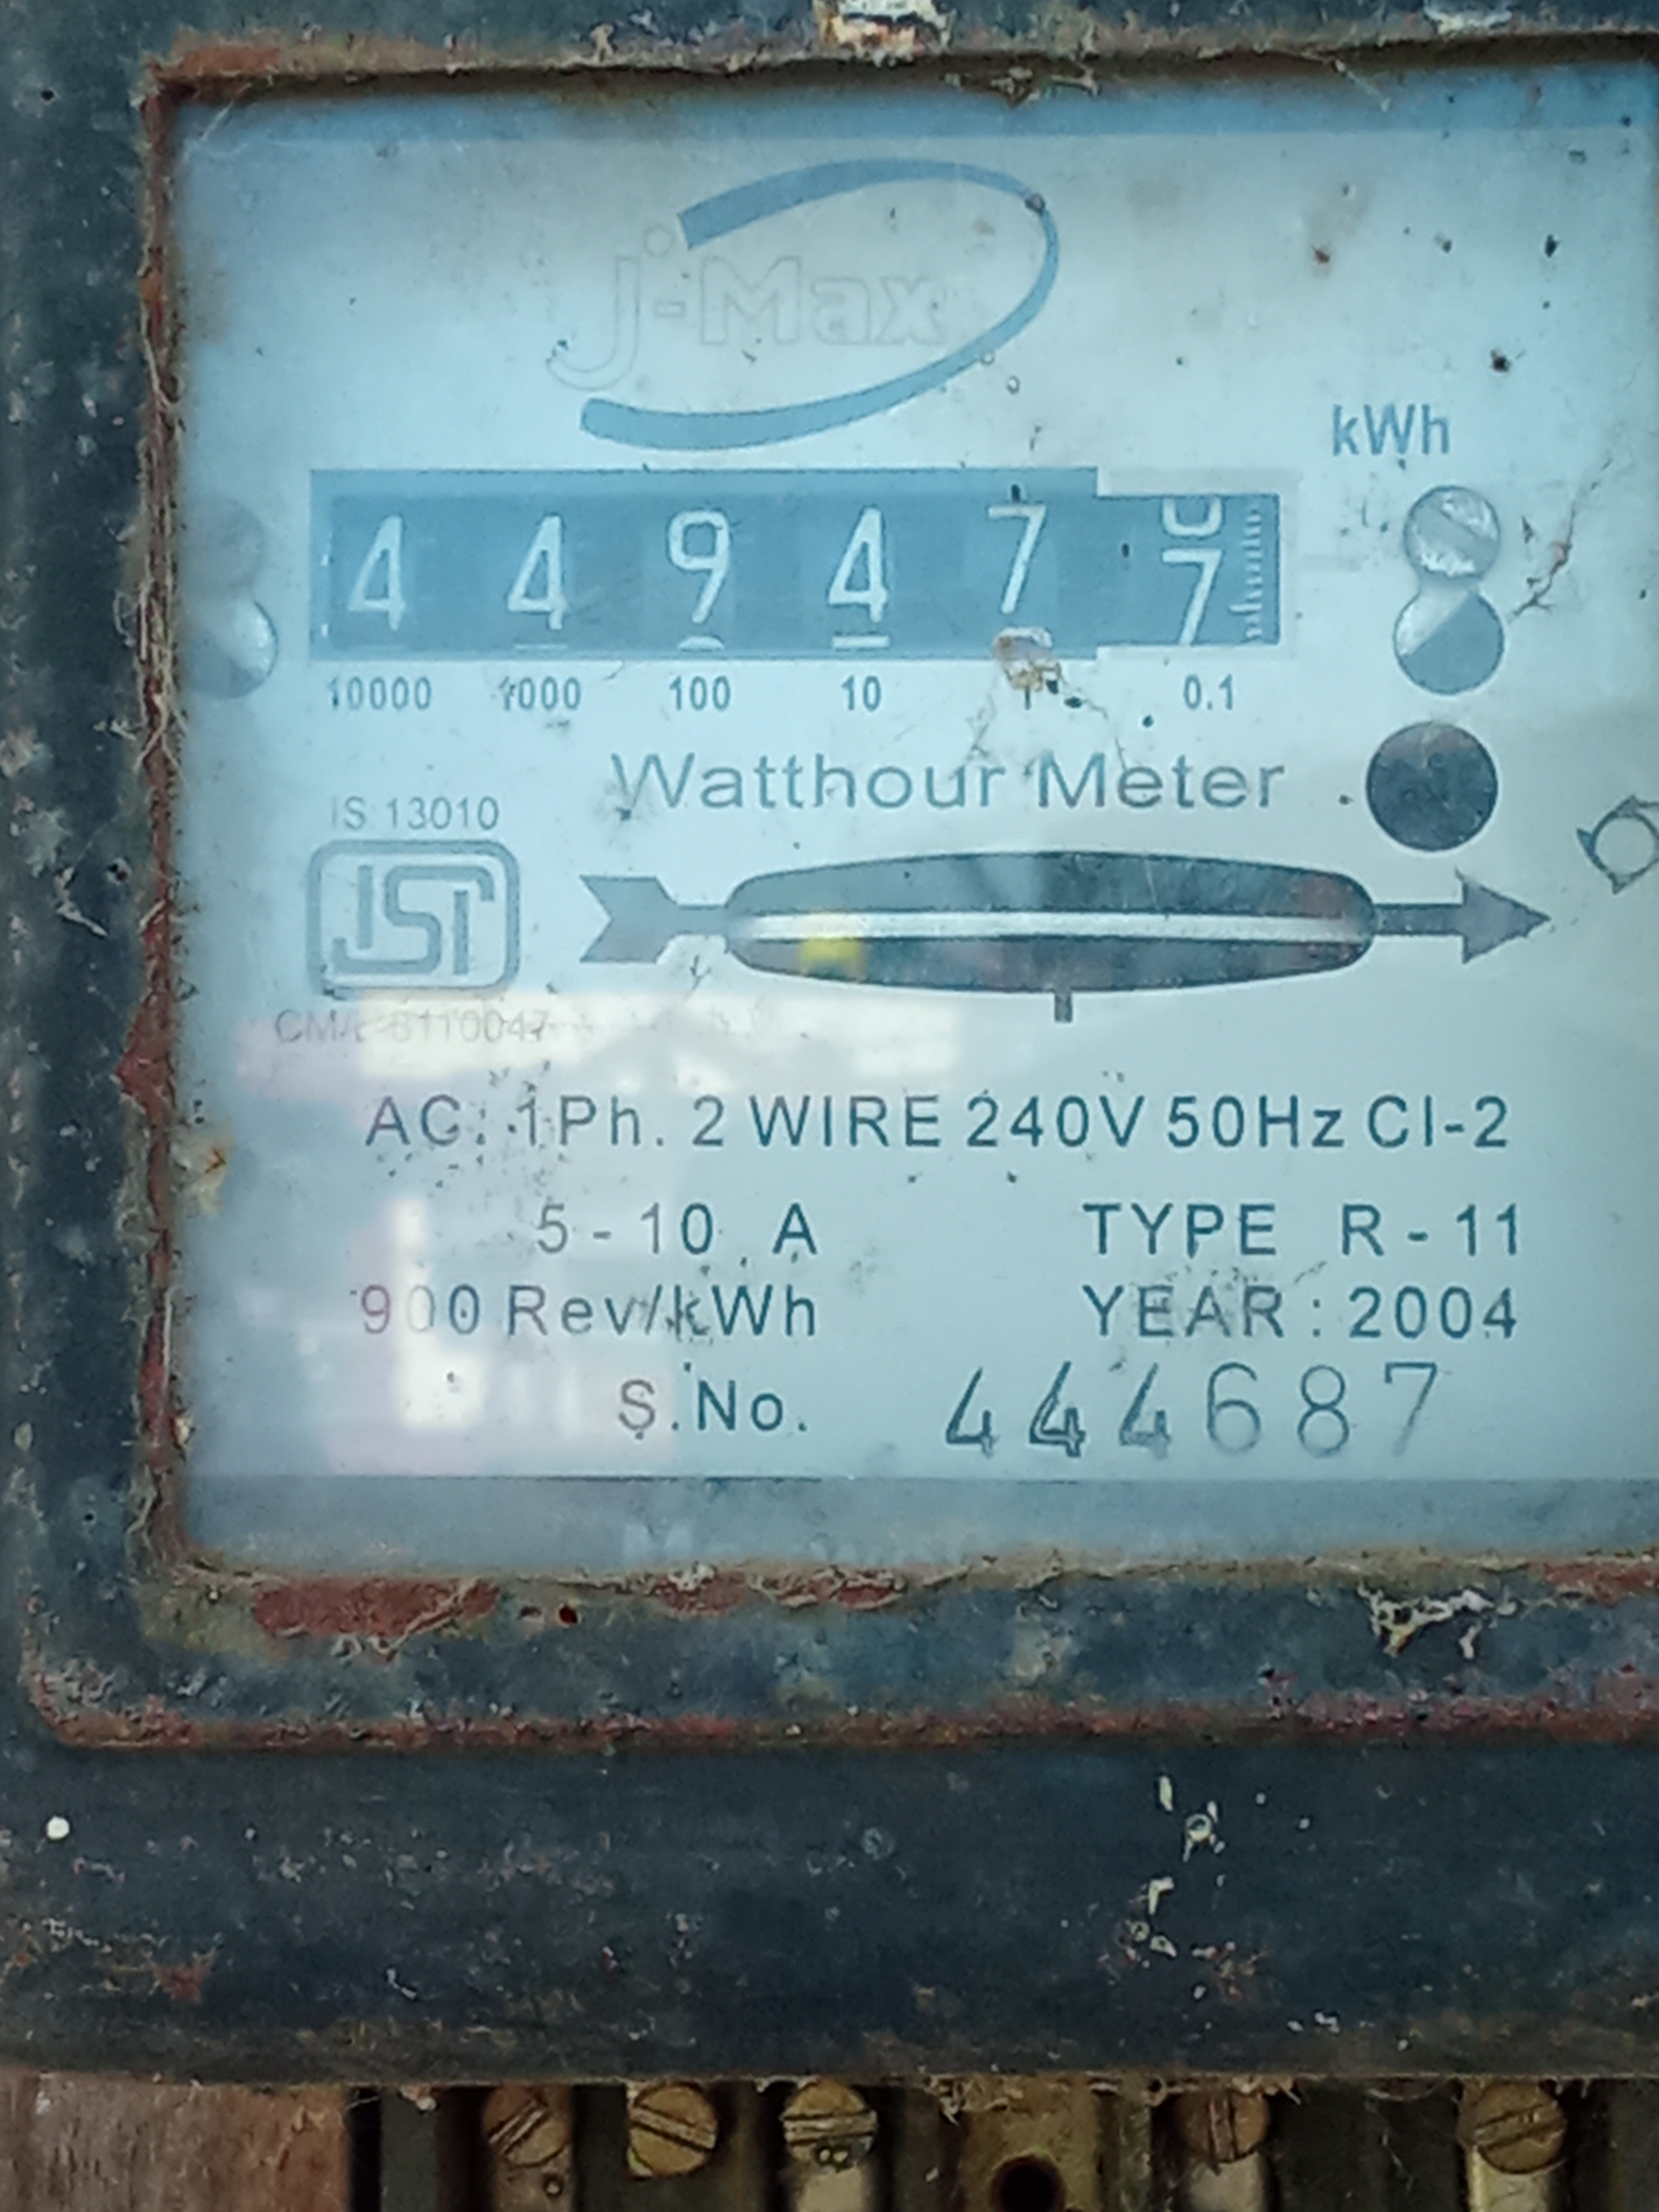 j-Max
kWh
4 4 9 4 7 7
10000 1000 100 10 1 0.1
Watthour Meter
IS 13010
ISI
CM/L-8110047
AC. 1Ph. 2 WIRE 240V 50Hz Cl-2
5 - 10 A TYPE R - 11
900 Rev/kWh YEAR : 2004
S.No. 444687